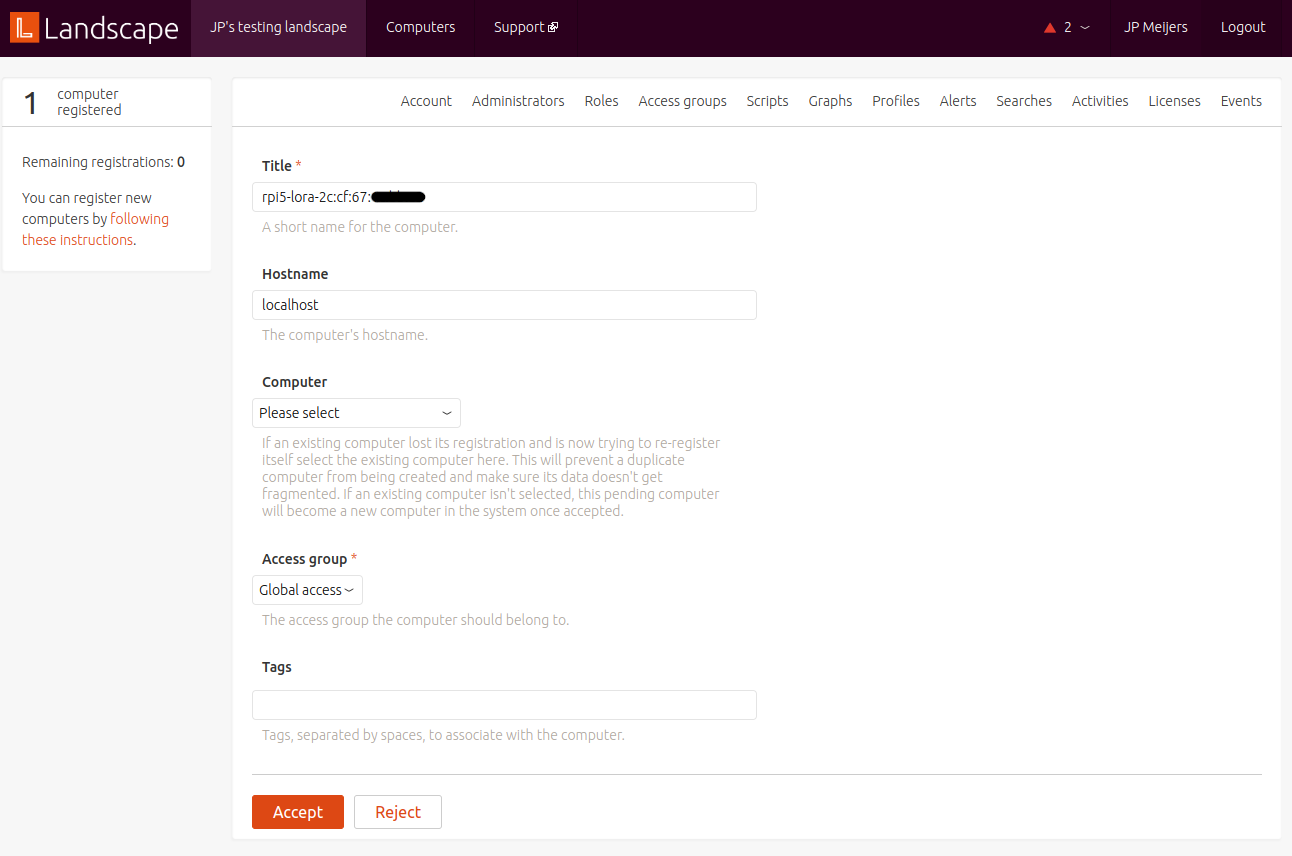 Landscape
JP's testing landscape
Computers
Support
2
JP Meijers
Logout
1
computer
registered
Remaining registrations: 0
You can register new
computers by following
these instructions.
Account
Administrators
Roles
Access groups
Scripts
Graphs
Profiles
Alerts
Searches
Activities
Licenses
Events
Title *
rpi5-lora-2c:cf:67:
A short name for the computer.
Hostname
localhost
The computer's hostname.
Computer
Please select
If an existing computer lost its registration and is now trying to re-register
itself select the existing computer here. This will prevent a duplicate
computer from being created and make sure its data doesn't get
fragmented. If an existing computer isn't selected, this pending computer
will become a new computer in the system once accepted.
Access group *
Global access
The access group the computer should belong to.
Tags
Tags, separated by spaces, to associate with the computer.
Accept
Reject